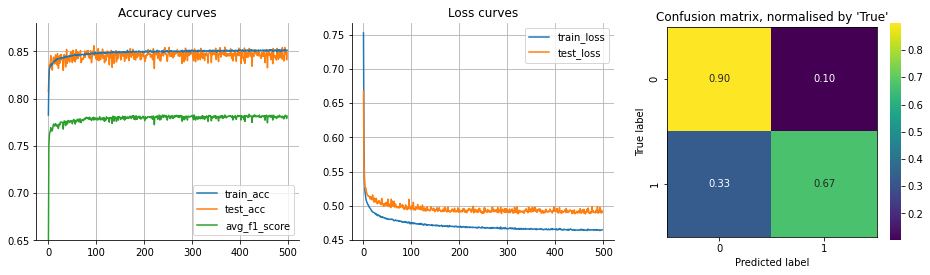 Accuracy curves
0.85
0.80
0.75
0.70
0.65
0 100 200 300 400 500
train_acc
test_acc
avg_f1_score
Loss curves
0.75
0.70
0.65
0.60
0.55
0.50
0.45
0 100 200 300 400 500
train_loss
test_loss
Confusion matrix, normalised by 'True'
True label
0
1
0.90 0.10
0.33 0.67
0 1
Predicted label
0.8
0.7
0.6
0.5
0.4
0.3
0.2